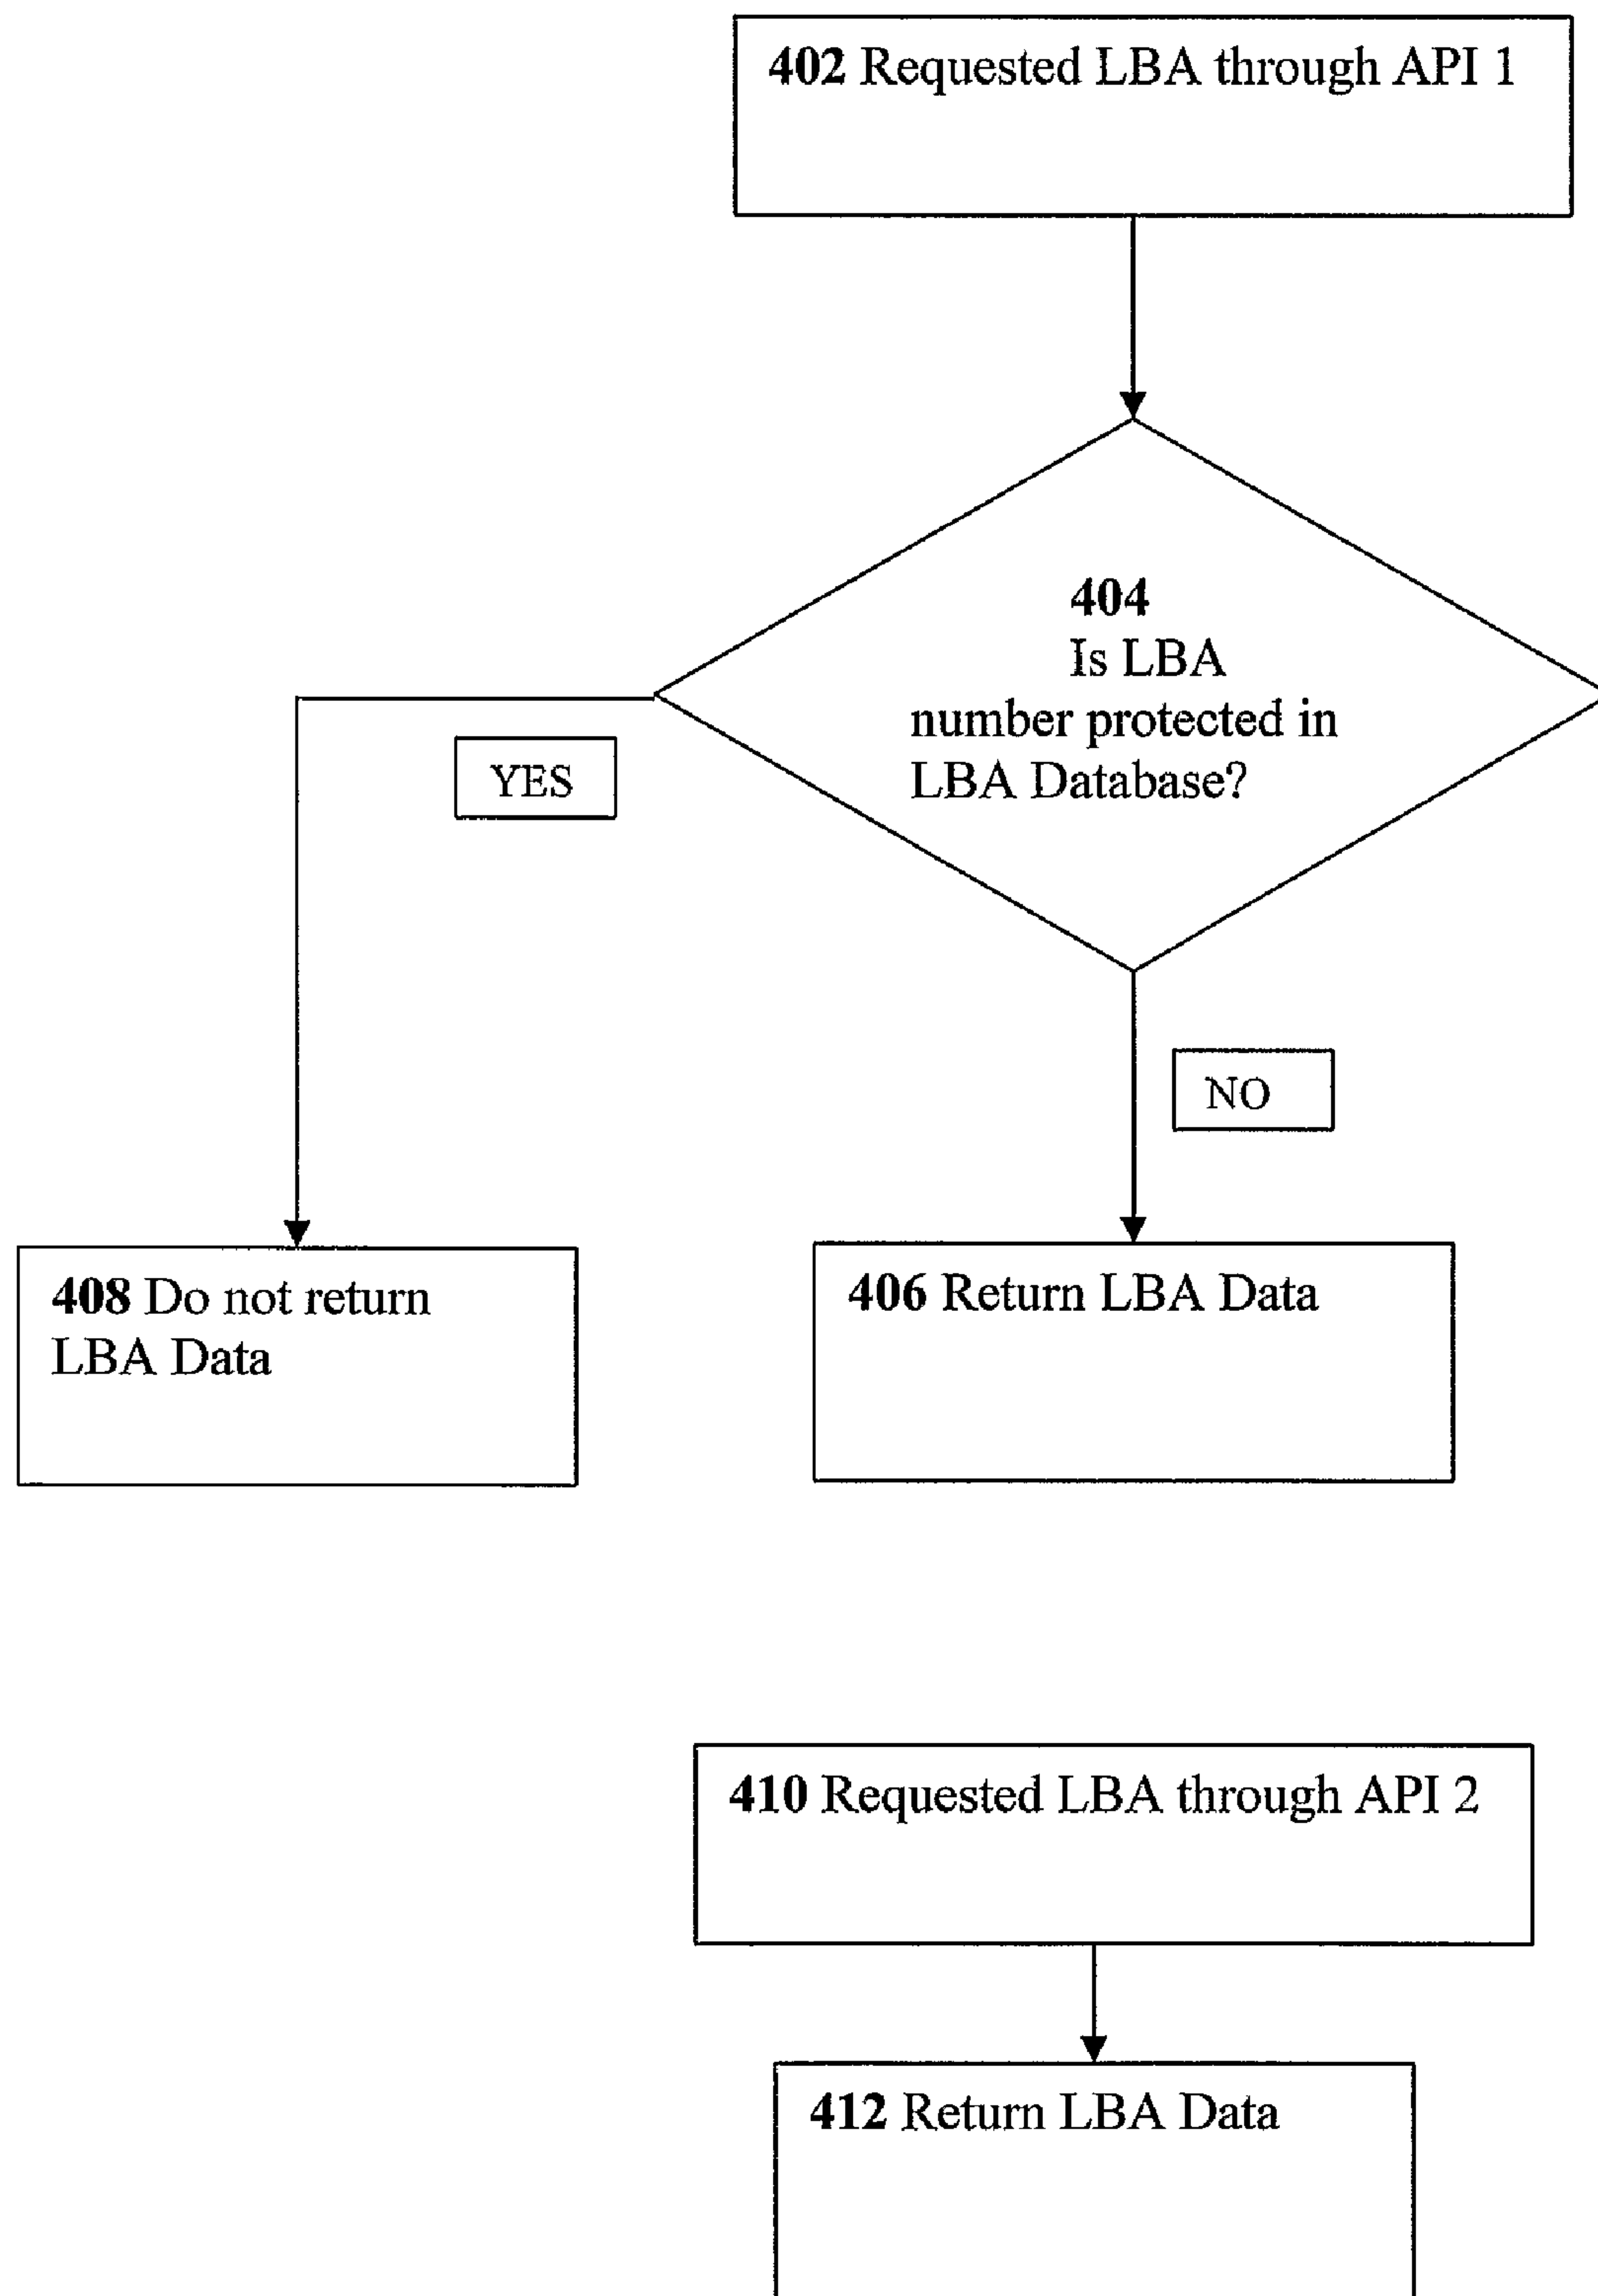 402 Requested LBA through API 1
404
Is LBA
number protected in
LBA Database?
YES
NO
408 Do not return
LBA Data
406 Return LBA Data
410 Requested LBA through API 2
412 Return LBA Data